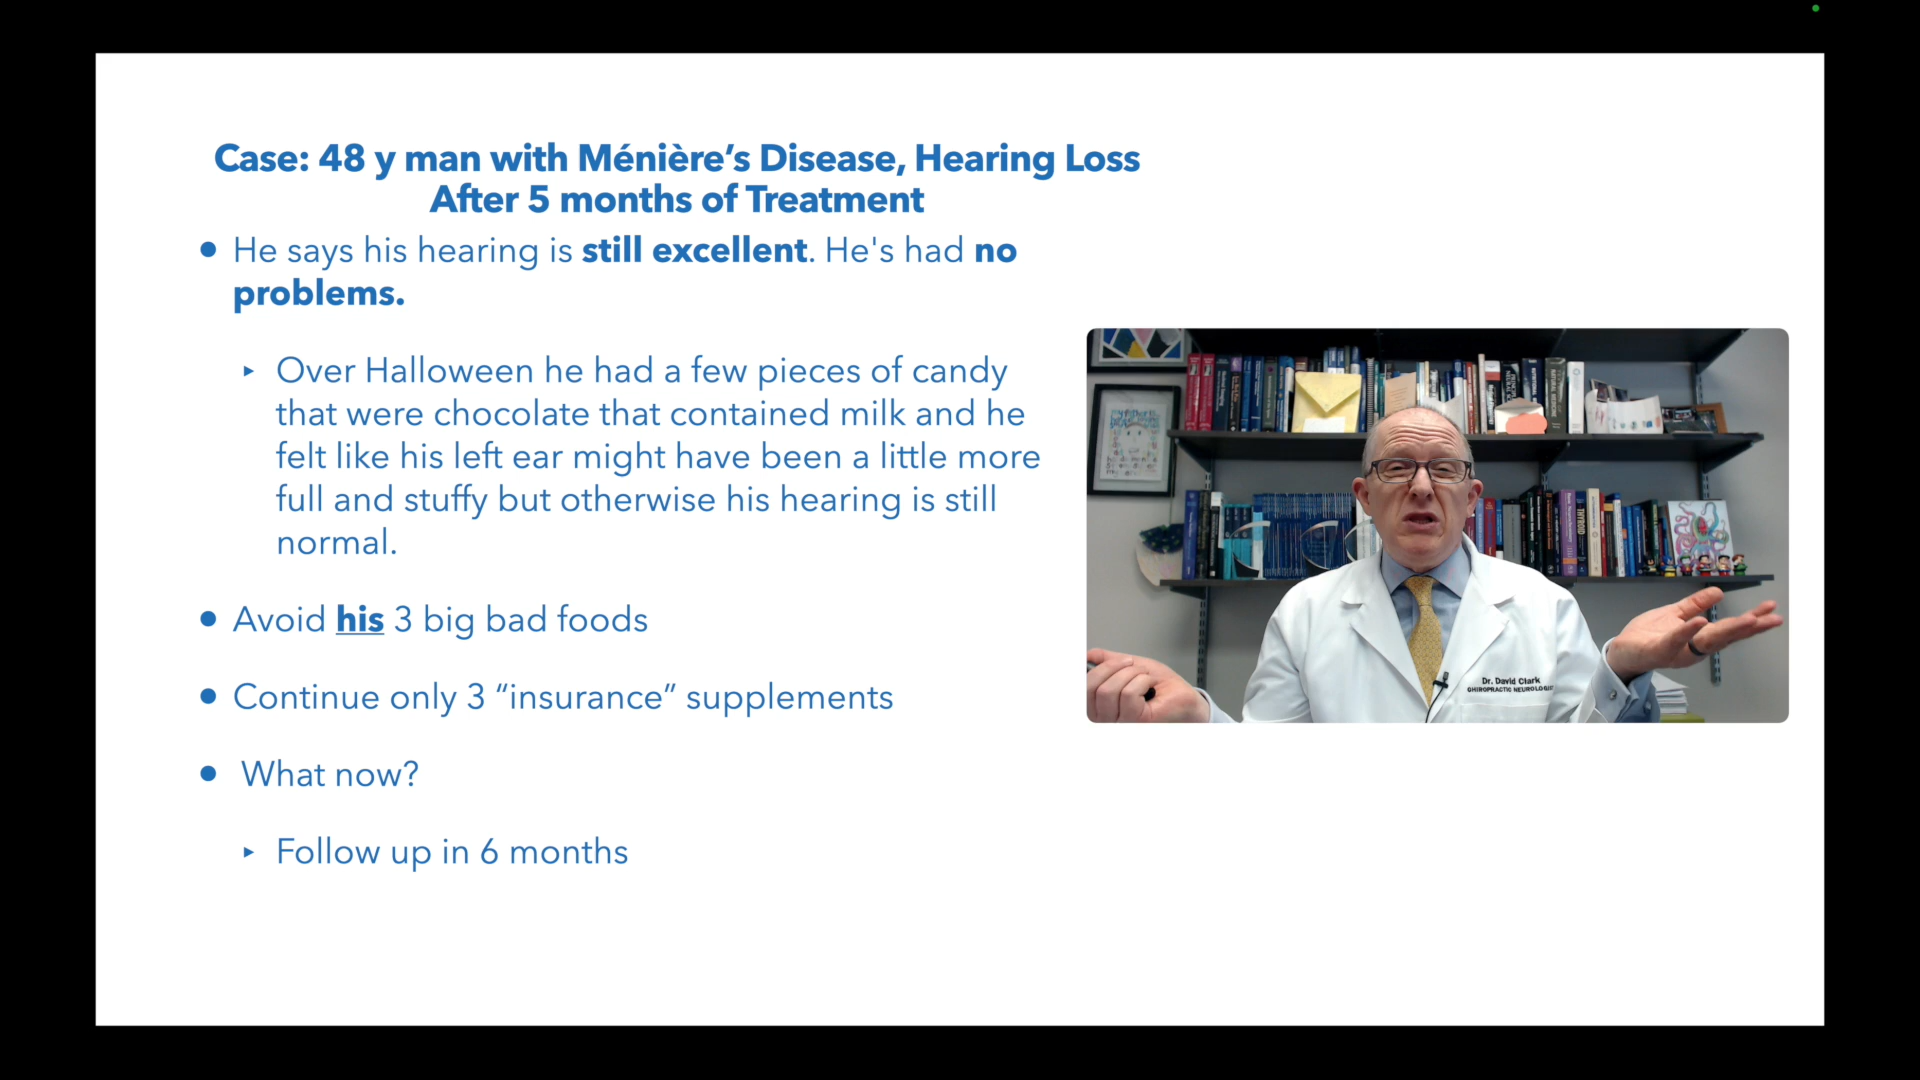 Case: 48 y man with Ménière’s Disease, Hearing Loss
After 5 months of Treatment
● He says his hearing is still excellent. He's had no
problems.
‣ Over Halloween he had a few pieces of candy
that were chocolate that contained milk and he
felt like his left ear might have been a little more
full and stuffy but otherwise his hearing is still
normal.
● Avoid his 3 big bad foods
● Continue only 3 “insurance” supplements
● What now?
‣ Follow up in 6 months
THYROID
Dr. David Clark
CHIROPRACTIC NEUROLOGIST